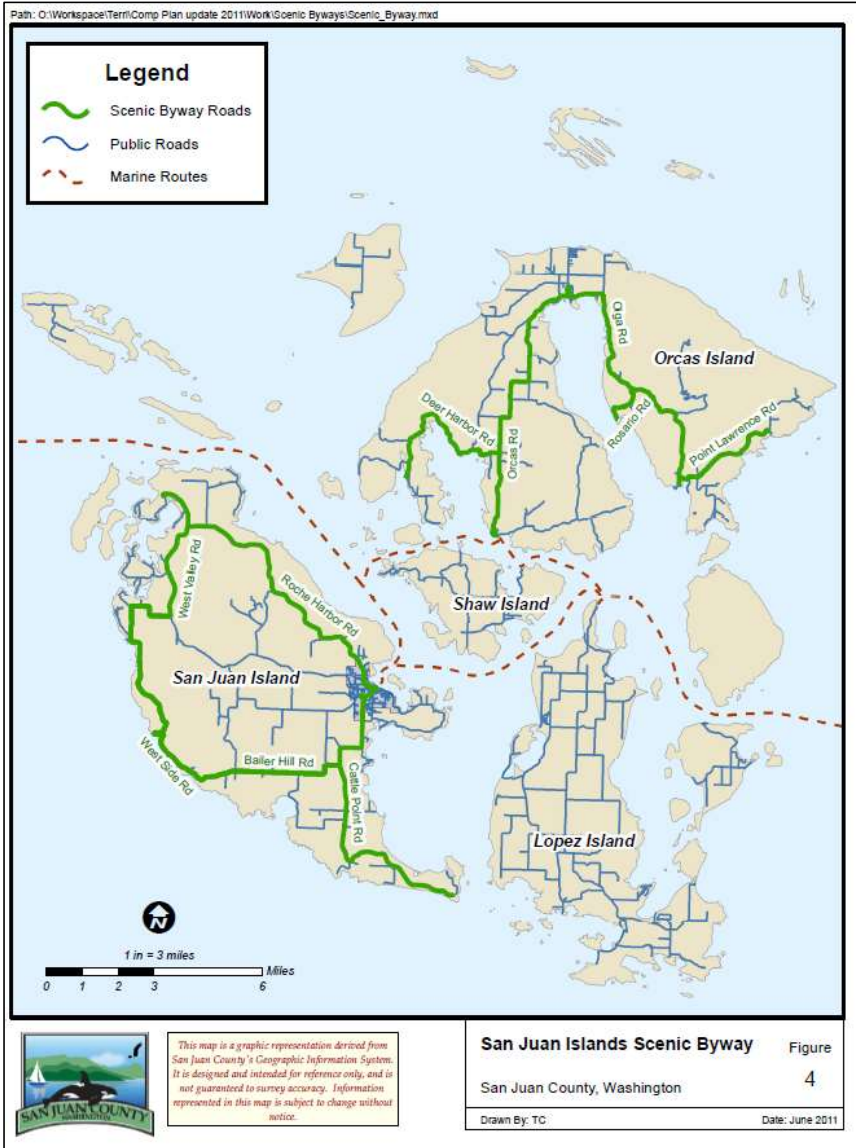 Path: O:\Workspace\Terri\Comp Plan update 2011\Work\Scenic Byways\Scenic_Byway.mxd
Legend
Scenic Byway Roads
Public Roads
Marine Routes
Olga Rd
Orcas Island
Deer Harbor Rd
Orcas Rd
Rosario Rd
Point Lawrence Rd
West Valley Rd
Roche Harbor Rd
Shaw Island
San Juan Island
West Side Rd
Bailer Hill Rd
Cattle Point Rd
Lopez Island
N
1 in = 3 miles
Miles
0 1 2 3 6
SAN JUAN COUNTY
WASHINGTON
This map is a graphic representation derived from
San Juan County's Geographic Information System.
It is designed and intended for reference only, and is
not guaranteed to survey accuracy. Information
represented in this map is subject to change without
notice.
San Juan Islands Scenic Byway
Figure
4
San Juan County, Washington
Drawn By: TC
Date: June 2011